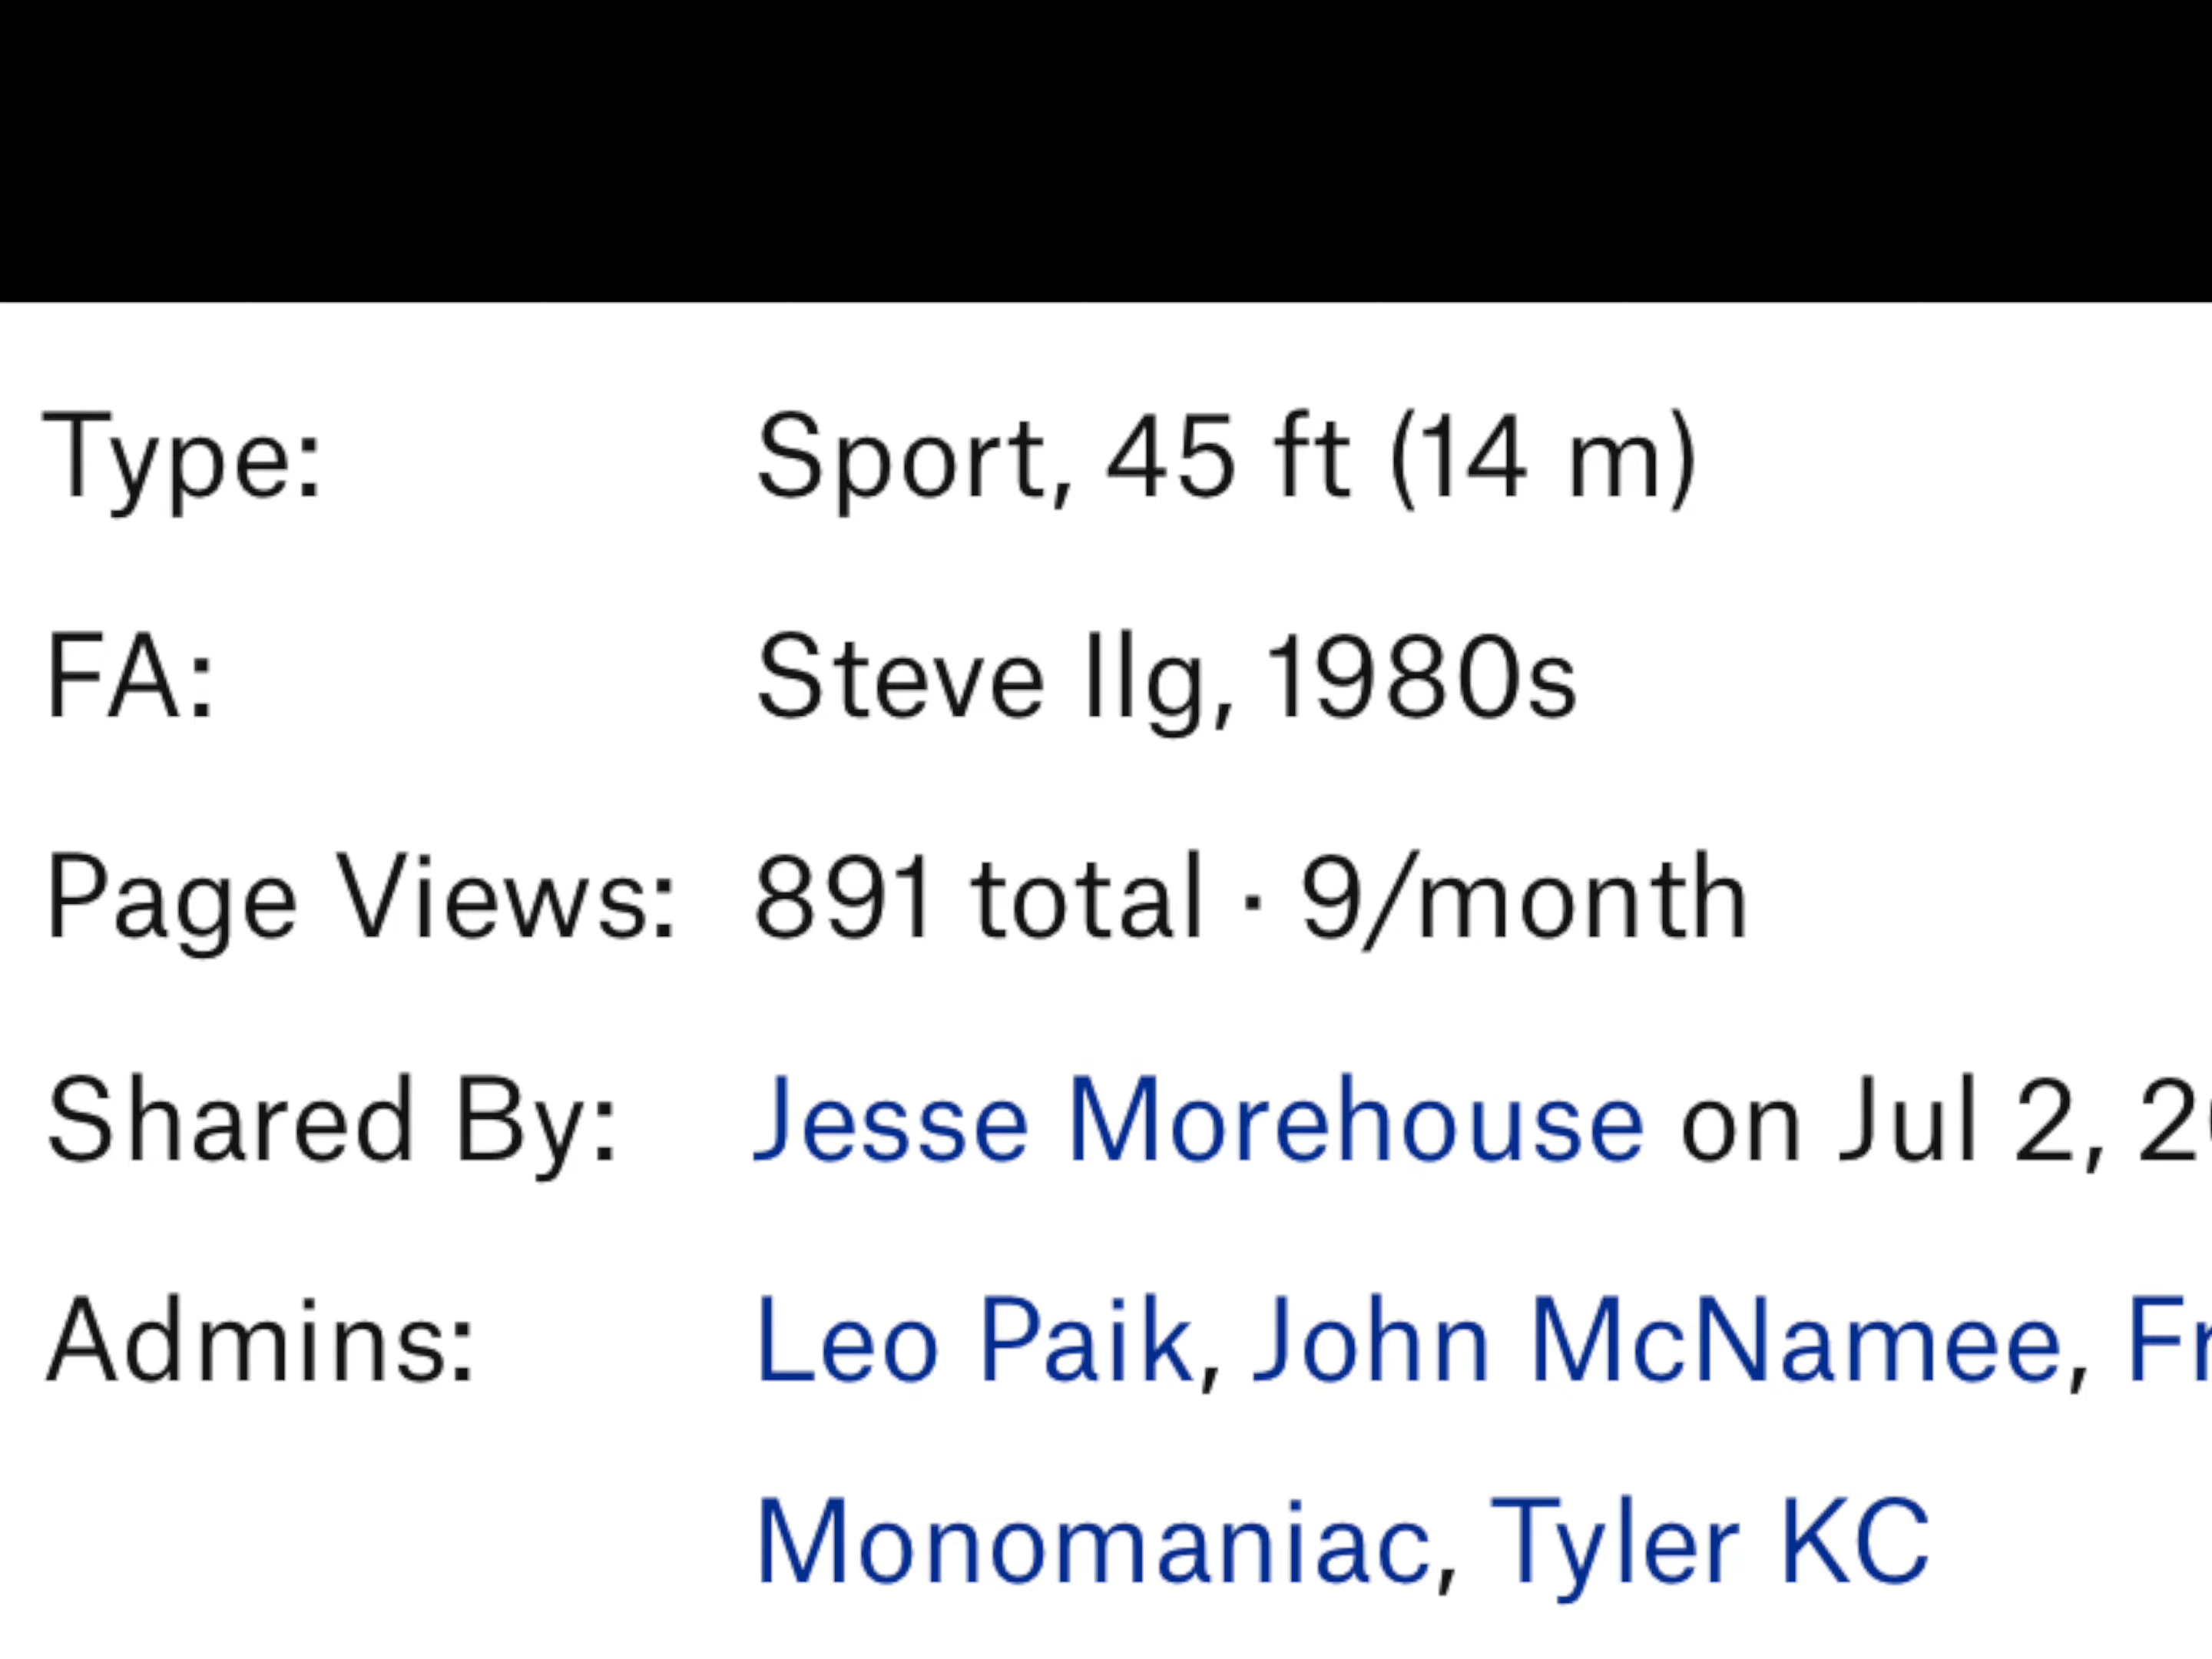 Type: Sport, 45 ft (14 m)
FA: Steve Ilg, 1980s
Page Views: 891 total · 9/month
Shared By: Jesse Morehouse on Jul 2,
Admins: Leo Paik, John McNamee,
Monomaniac, Tyler KC